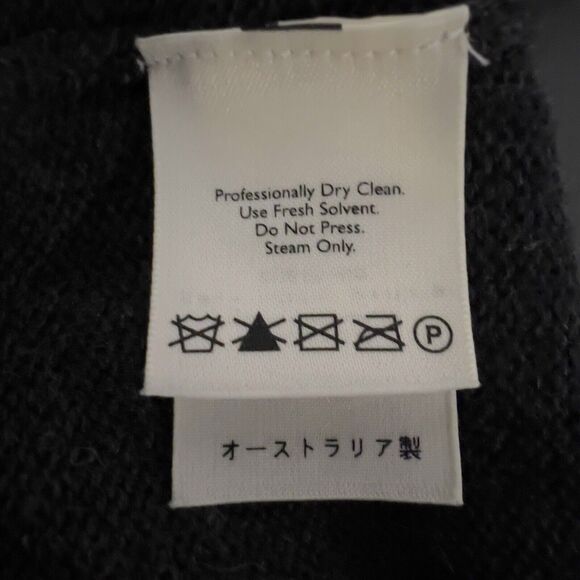 Professionally Dry Clean.
Use Fresh Solvent.
Do Not Press.
Steam Only.
P
オーストラリア製